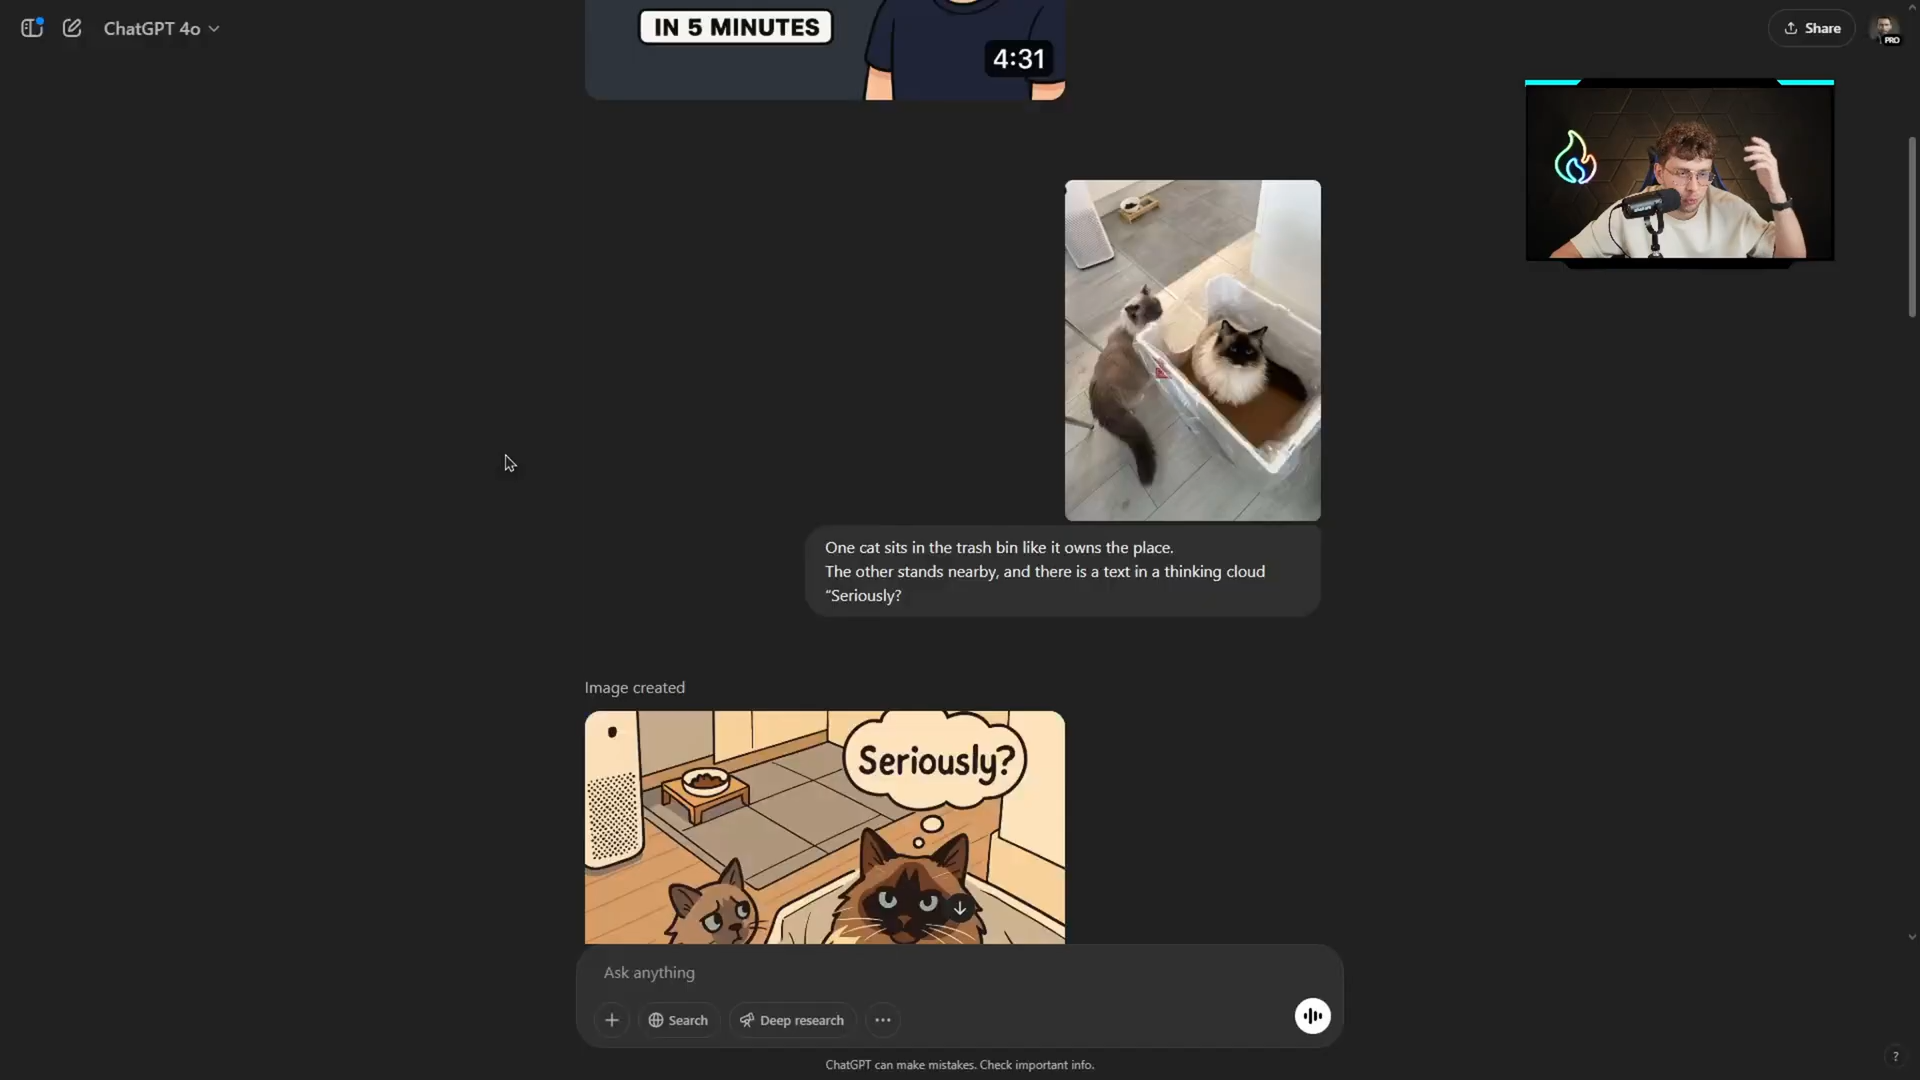 ChatGPT 4o
Share
PRO
IN 5 MINUTES
4:31
One cat sits in the trash bin like it owns the place.
The other stands nearby, and there is a text in a thinking cloud
“Seriously?
Image created
Seriously?
Ask anything
Search
Deep research
ChatGPT can make mistakes. Check important info.
?